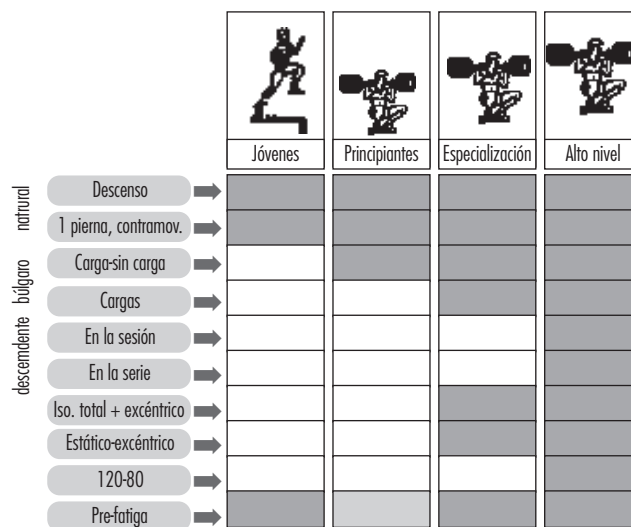 Jóvenes Principiantes Especialización Alto nivel
natrural
Descenso
1 pierna, contramov.
búlgaro
Carga-sin carga
Cargas
descemdente
En la sesión
En la serie
Iso. total + excéntrico
Estático-excéntrico
120-80
Pre-fatiga